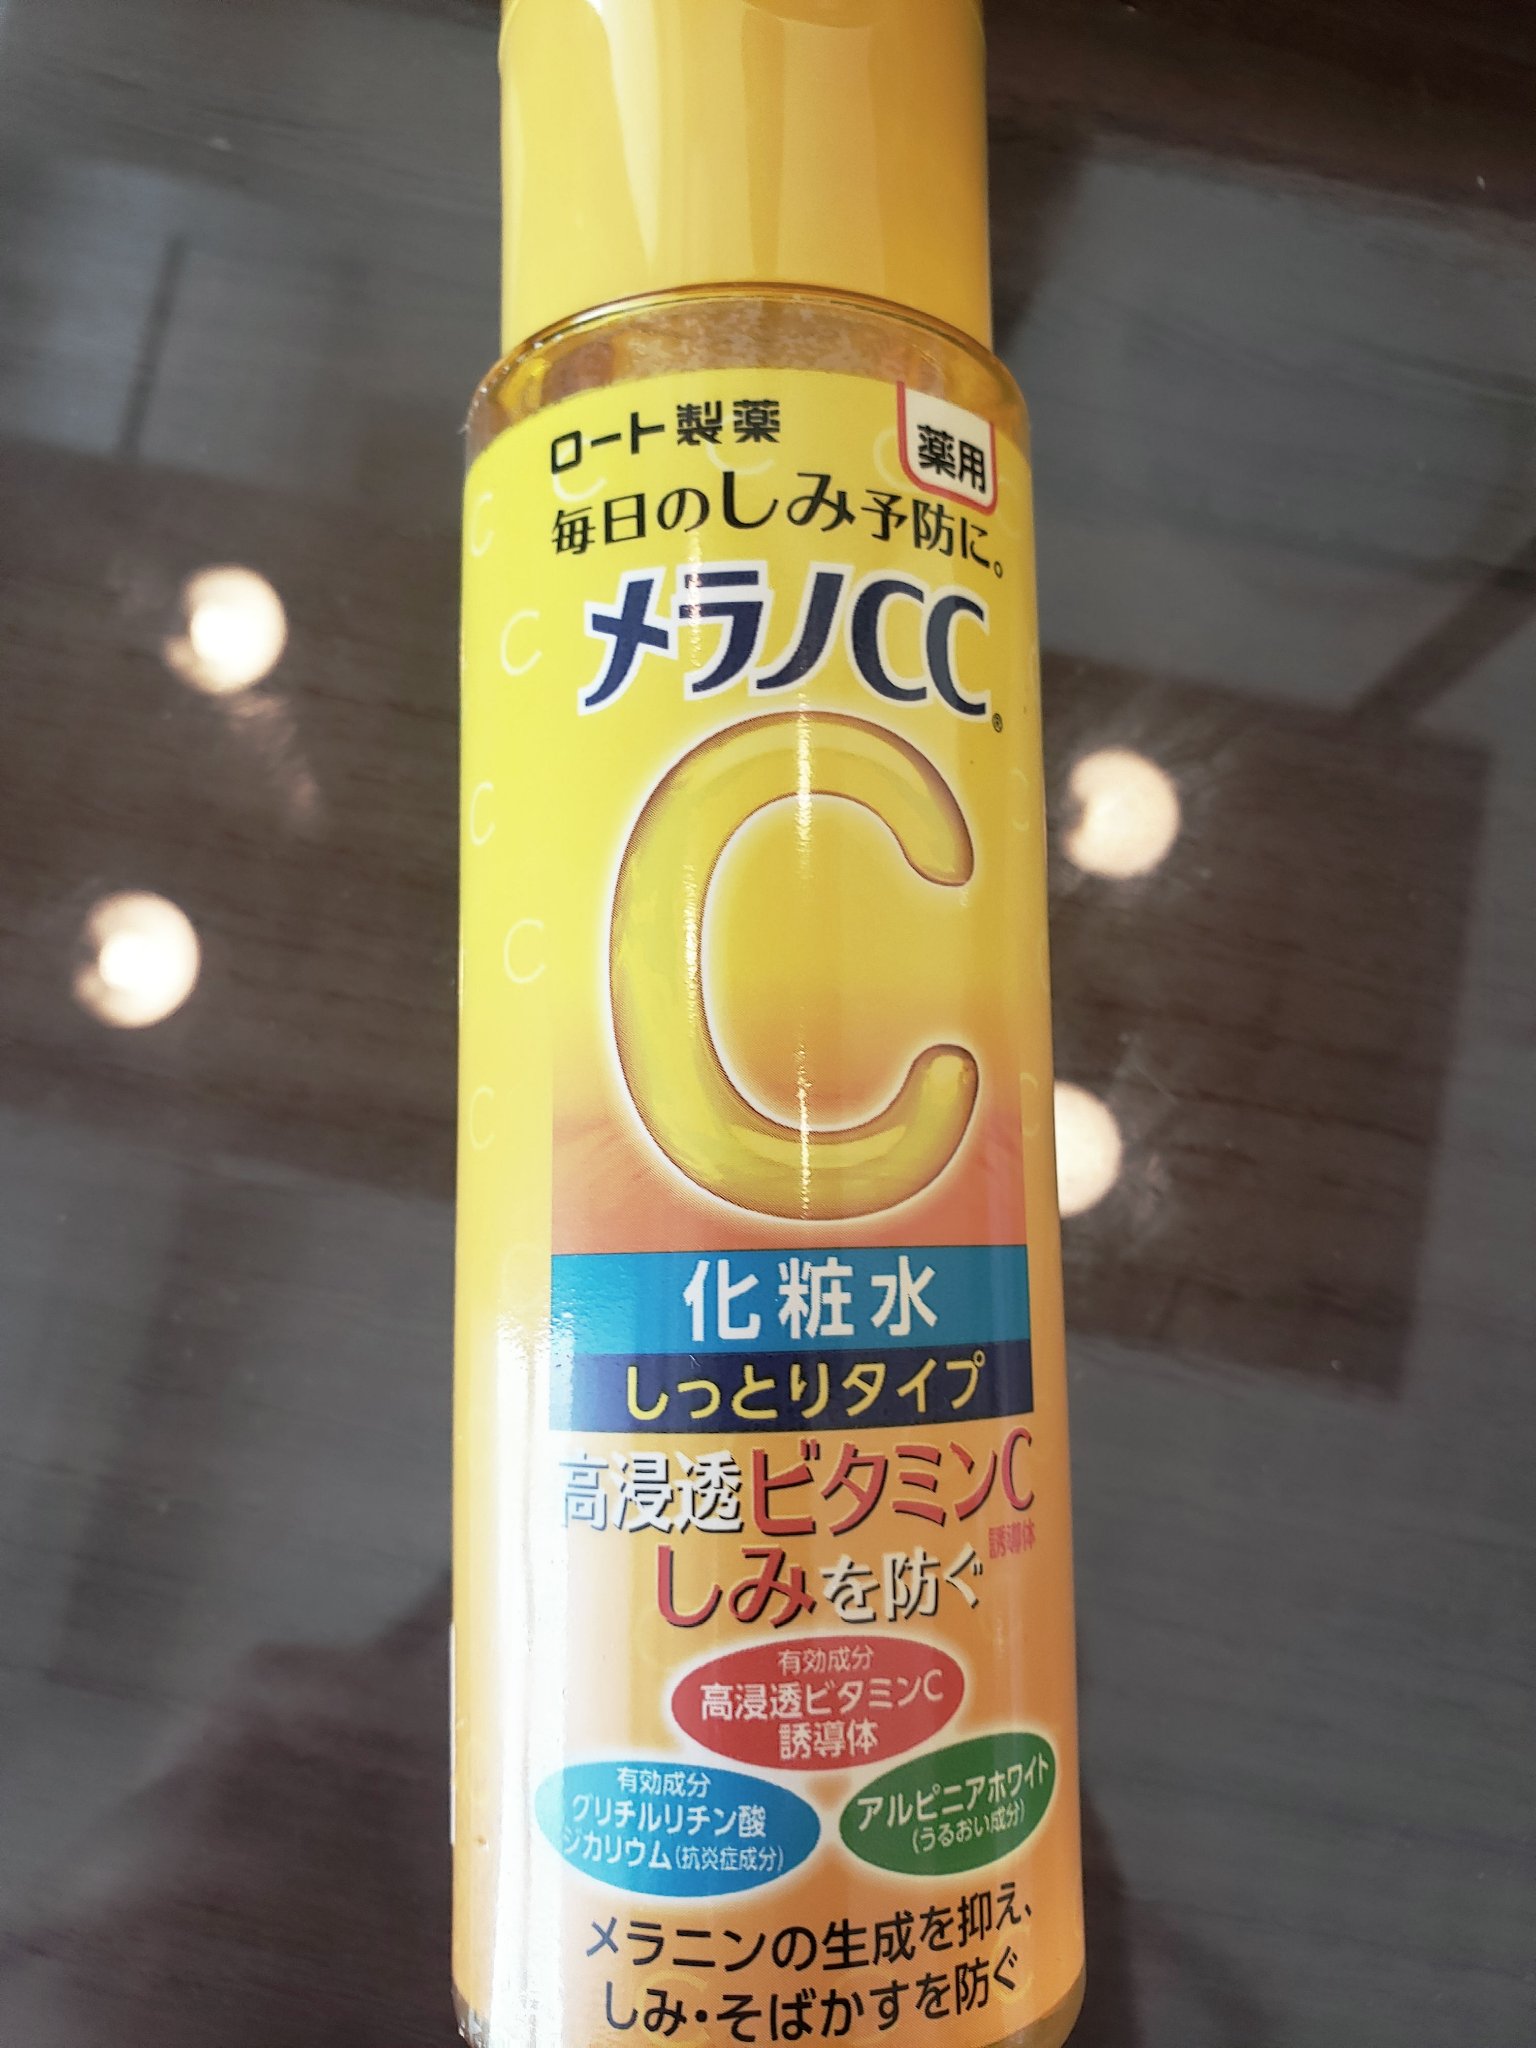 ロート製薬
薬用
毎日のしみ予防に。
メラノCC®
C
化粧水
しっとりタイプ
高浸透ビタミンC
誘導体
しみを防ぐ
有効成分
高浸透ビタミンC
誘導体
有効成分
グリチルリチン酸
ジカリウム(抗炎症成分)
アルピニアホワイト
(うるおい成分)
メラニンの生成を抑え、
しみ・そばかすを防ぐ